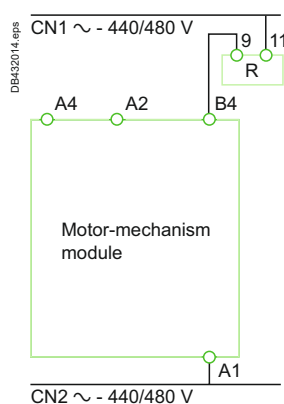 CN1 ∼ - 440/480 V
DB432014.eps
9 11
R
A4 A2 B4
Motor-mechanism
module
A1
CN2 ∼ - 440/480 V